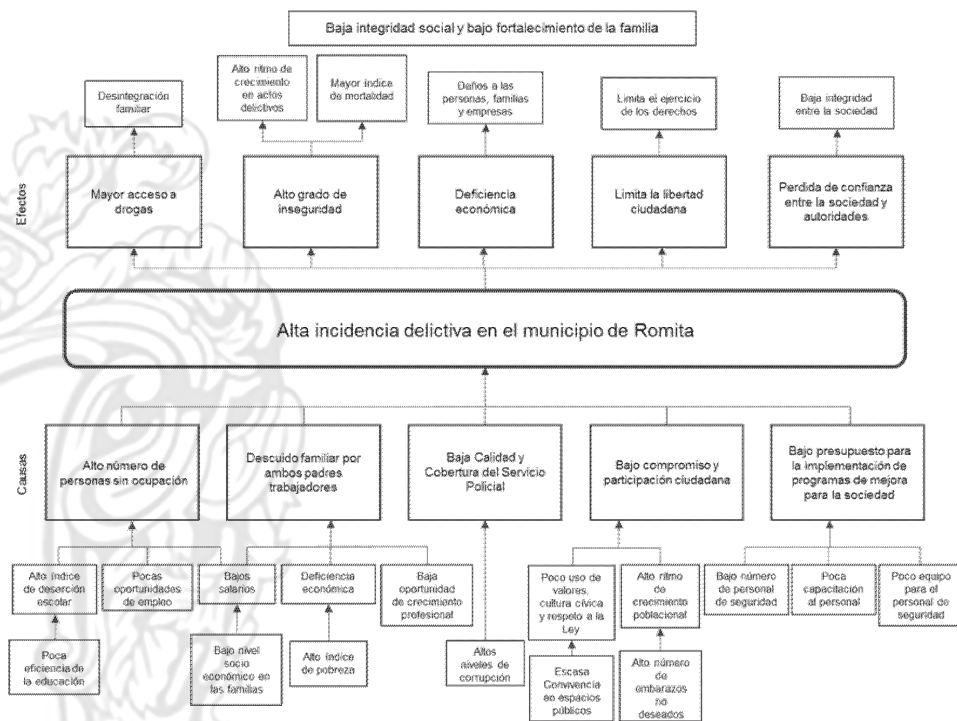 Baja integridad social y bajo fortalecimiento de la familia
Desintegración
familiar
Alto ritmo de
crecimiento
en actos
delictivos
Mayor índice
de mortalidad
Daños a las
personas, familias
y empresas
Limita el ejercicio
de los derechos
Baja integridad
entre la sociedad
Efectos
Mayor acceso a
drogas
Alto grado de
inseguridad
Deficiencia
económica
Limita la libertad
ciudadana
Perdida de confianza
entre la sociedad y
autoridades
Alta incidencia delictiva en el municipio de Romita
Causas
Alto número de
personas sin ocupación
Descuido familiar por
ambos padres
trabajadores
Baja Calidad y
Cobertura del Servicio
Policial
Bajo compromiso y
participación ciudadana
Bajo presupuesto para
la implementación de
programas de mejora
para la sociedad
Alto índice
de deserción
escolar
Pocas
oportunidades
de empleo
Bajos
salarios
Deficiencia
económica
Baja
oportunidad
de crecimiento
profesional
Poco uso de
valores,
cultura cívica
y respeto a la
Ley
Alto ritmo
de
crecimiento
poblacional
Bajo número
de personal
de seguridad
Poca
capacitación
al personal
Poco equipo
para el
personal de
seguridad
Poca
eficiencia de
la educación
Bajo nivel
socio
económico en
las familias
Alto índice
de pobreza
Altos
niveles de
corrupción
Escasa
Convivencia
en espacios
públicos
Alto número
de
embarazos
no
deseados